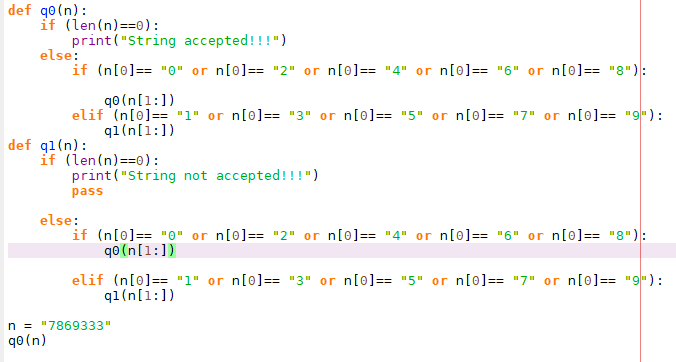 def q0(n):
    if (len(n)==0):
        print("String accepted!!!")
    else:
        if (n[0]== "0" or n[0]== "2" or n[0]== "4" or n[0]== "6" or n[0]== "8"):
            q0(n[1:])
        elif (n[0]== "1" or n[0]== "3" or n[0]== "5" or n[0]== "7" or n[0]== "9"):
            q1(n[1:])
def q1(n):
    if (len(n)==0):
        print("String not accepted!!!")
        pass
    else:
        if (n[0]== "0" or n[0]== "2" or n[0]== "4" or n[0]== "6" or n[0]== "8"):
            q0(n[1:])
        elif (n[0]== "1" or n[0]== "3" or n[0]== "5" or n[0]== "7" or n[0]== "9"):
            q1(n[1:])
n = "7869333"
q0(n)